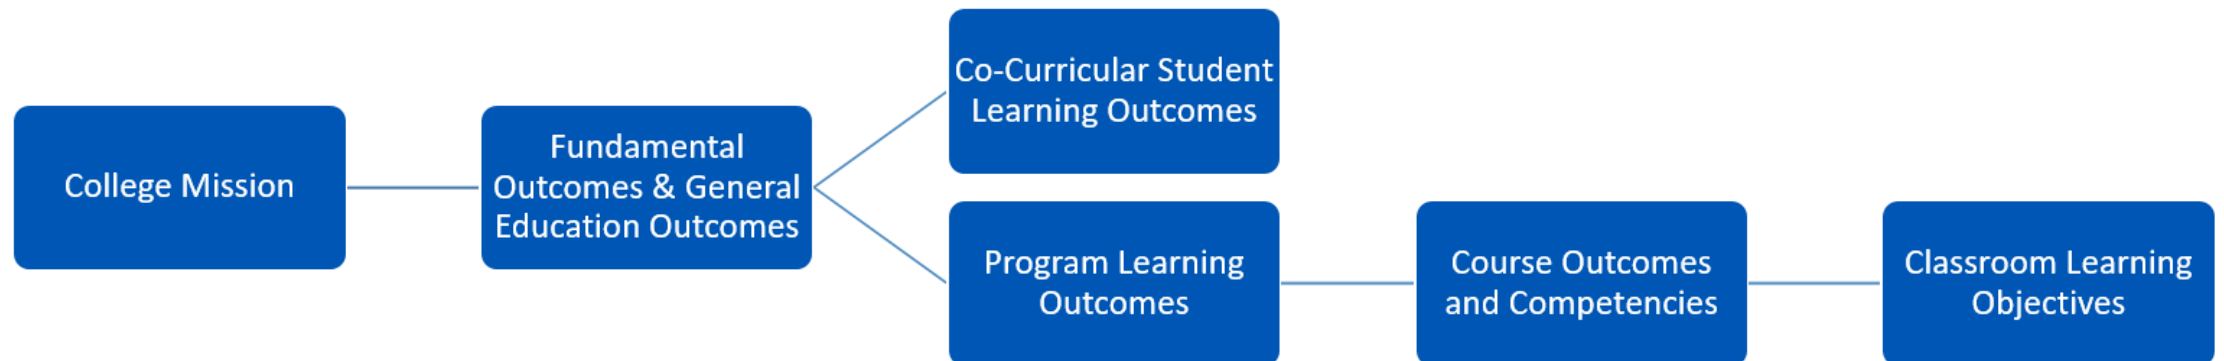 College Mission
Fundamental
Outcomes & General
Education Outcomes
Co-Curricular Student
Learning Outcomes
Program Learning
Outcomes
Course Outcomes
and Competencies
Classroom Learning
Objectives